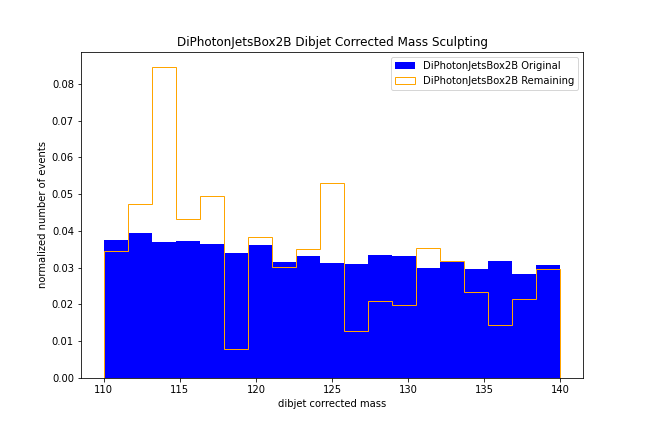 DiPhotonJetsBox2B Dibjet Corrected Mass Sculpting
DiPhotonJetsBox2B Original
DiPhotonJetsBox2B Remaining
normalized number of events
0.08
0.07
0.06
0.05
0.04
0.03
0.02
0.01
0.00
110 115 120 125 130 135 140
dibjet corrected mass